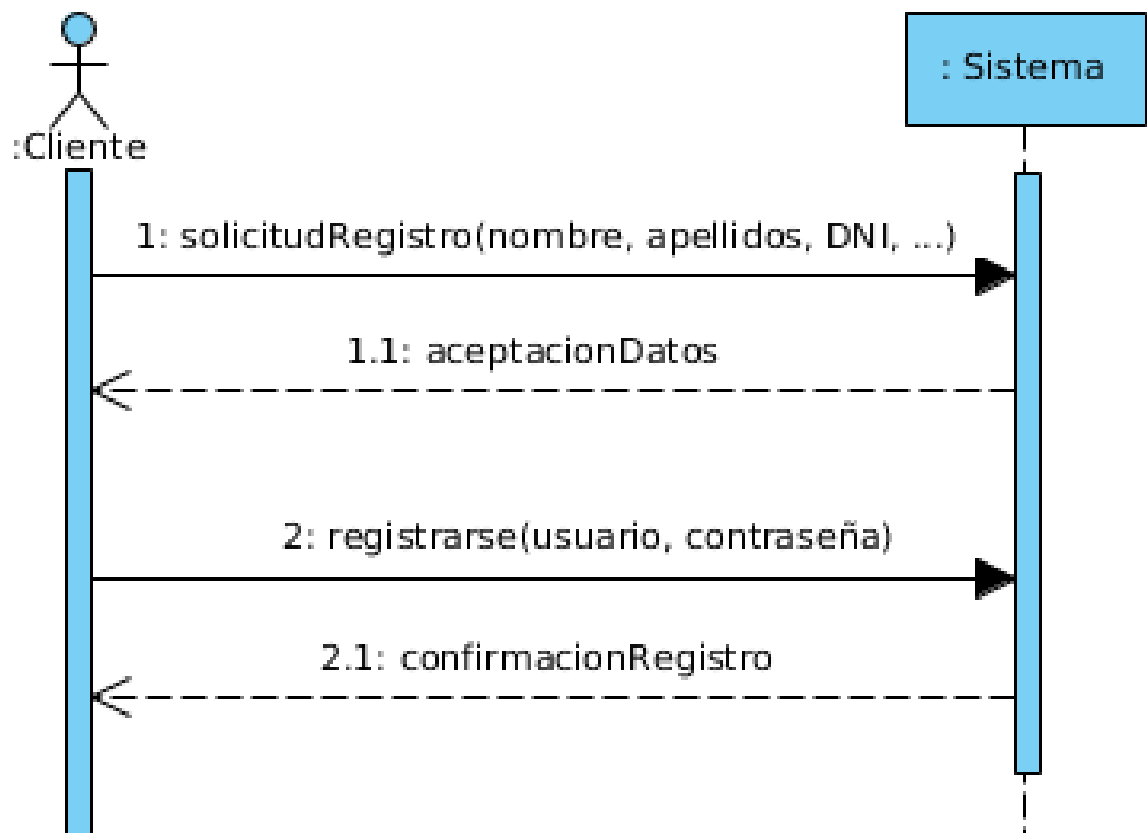 : Sistema
:Cliente
1: solicitudRegistro(nombre, apellidos, DNI, ...)
1.1: aceptacionDatos
2: registrarse(usuario, contraseña)
2.1: confirmacionRegistro